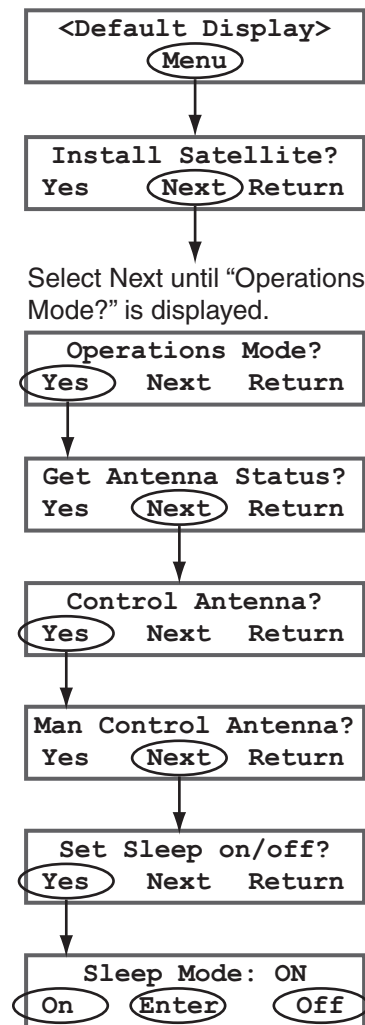 <Default Display>
Menu
Install Satellite?
Yes Next Return
Select Next until “Operations
Mode?” is displayed.
Operations Mode?
Yes Next Return
Get Antenna Status?
Yes Next Return
Control Antenna?
Yes Next Return
Man Control Antenna?
Yes Next Return
Set Sleep on/off?
Yes Next Return
Sleep Mode: ON
On Enter Off